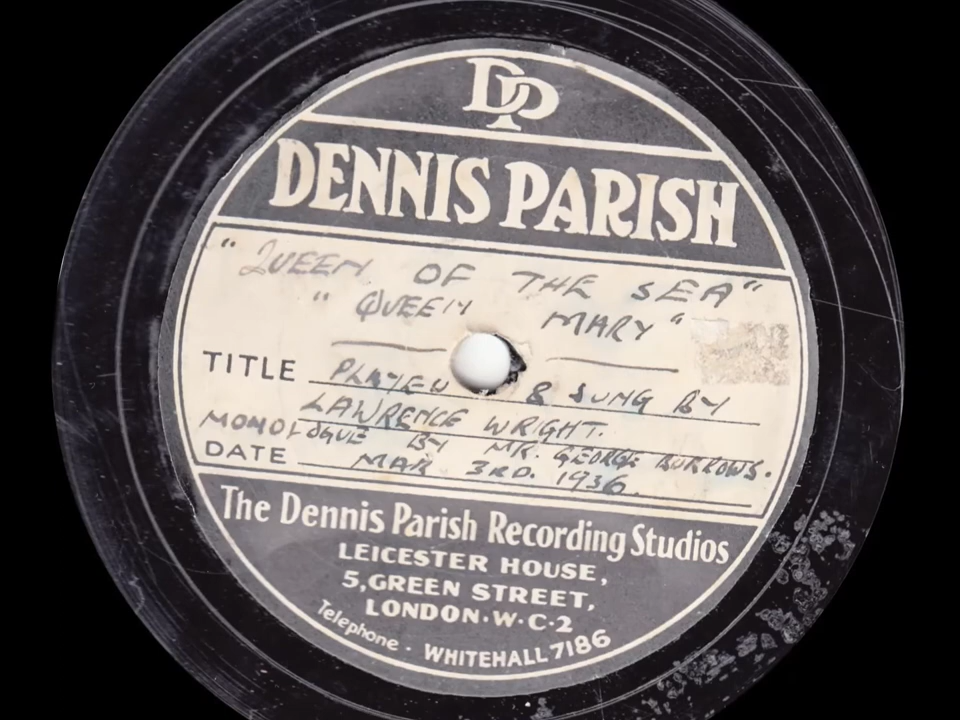 DP
DENNIS PARISH
"QUEEN OF THE SEA"
"QUEEN MARY"
TITLE PLAYED & SUNG BY
LAWRENCE WRIGHT.
MONOLOGUE BY MR. GEORGE BURROWS.
DATE MAR 3RD. 1936.
The Dennis Parish Recording Studios
LEICESTER HOUSE,
5, GREEN STREET,
LONDON·W·C·2
Telephone · WHITEHALL 7186